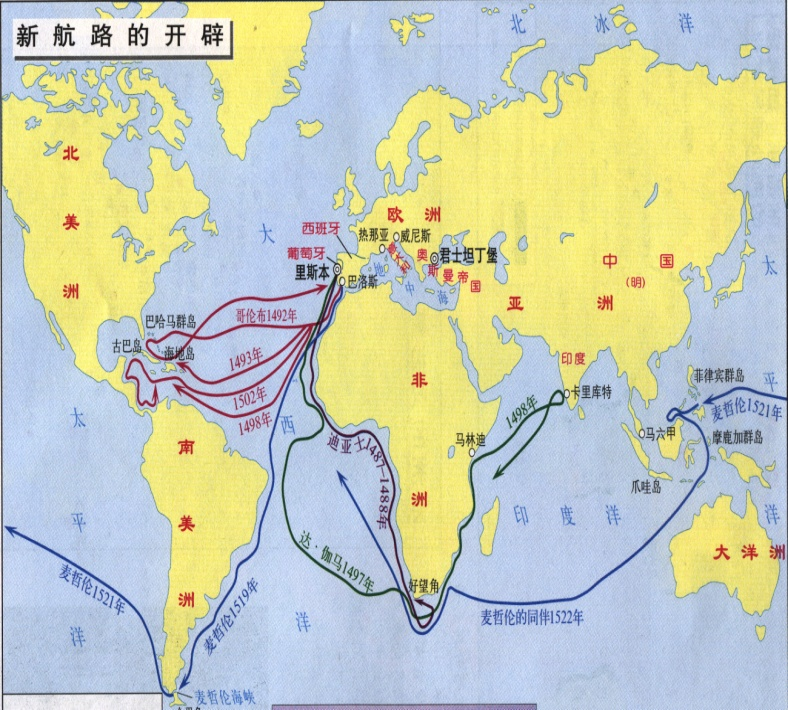 新航路的开辟
北冰洋
北美洲
大西洋
欧洲
西班牙
热那亚
威尼斯
葡萄牙
意大利
奥斯曼帝国
君士坦丁堡
里斯本
巴洛斯
地中海
中国
(明)
亚洲
太平洋
巴哈马群岛
哥伦布1492年
古巴岛
海地岛
1493年
1502年
1498年
印度
卡里库特
菲律宾群岛
麦哲伦1521年
非洲
1498年
马林迪
马六甲
摩鹿加群岛
爪哇岛
太平洋
南美洲
迪亚士1487—1488年
印度洋
大洋洲
达·伽马1497年
好望角
麦哲伦1521年
麦哲伦1519年
麦哲伦的同伴1522年
麦哲伦海峡